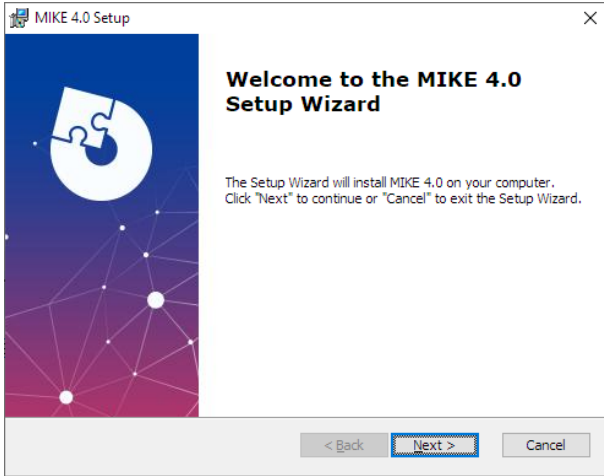 MIKE 4.0 Setup
Welcome to the MIKE 4.0
Setup Wizard
The Setup Wizard will install MIKE 4.0 on your computer.
Click "Next" to continue or "Cancel" to exit the Setup Wizard.
< Back
Next >
Cancel